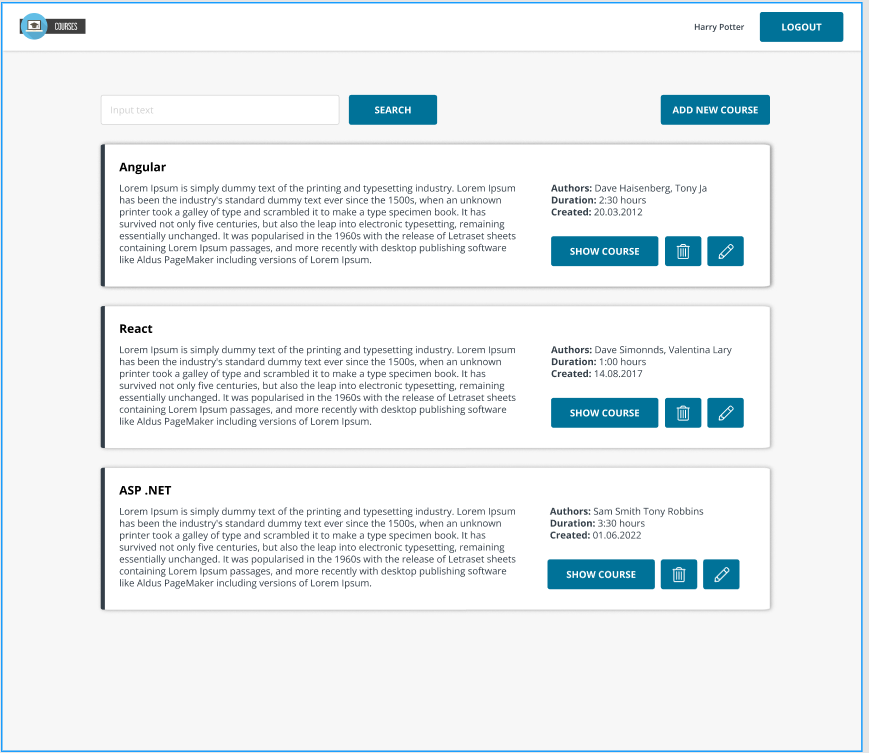 COURSES
Harry Potter
LOGOUT
Input text
SEARCH
ADD NEW COURSE
Angular
Lorem Ipsum is simply dummy text of the printing and typesetting industry. Lorem Ipsum
has been the industry's standard dummy text ever since the 1500s, when an unknown
printer took a galley of type and scrambled it to make a type specimen book. It has
survived not only five centuries, but also the leap into electronic typesetting, remaining
essentially unchanged. It was popularised in the 1960s with the release of Letraset sheets
containing Lorem Ipsum passages, and more recently with desktop publishing software
like Aldus PageMaker including versions of Lorem Ipsum.
Authors: Dave Haisenberg, Tony Ja
Duration: 2:30 hours
Created: 20.03.2012
SHOW COURSE
React
Lorem Ipsum is simply dummy text of the printing and typesetting industry. Lorem Ipsum
has been the industry's standard dummy text ever since the 1500s, when an unknown
printer took a galley of type and scrambled it to make a type specimen book. It has
survived not only five centuries, but also the leap into electronic typesetting, remaining
essentially unchanged. It was popularised in the 1960s with the release of Letraset sheets
containing Lorem Ipsum passages, and more recently with desktop publishing software
like Aldus PageMaker including versions of Lorem Ipsum.
Authors: Dave Simonnds, Valentina Lary
Duration: 1:00 hours
Created: 14.08.2017
SHOW COURSE
ASP .NET
Lorem Ipsum is simply dummy text of the printing and typesetting industry. Lorem Ipsum
has been the industry's standard dummy text ever since the 1500s, when an unknown
printer took a galley of type and scrambled it to make a type specimen book. It has
survived not only five centuries, but also the leap into electronic typesetting, remaining
essentially unchanged. It was popularised in the 1960s with the release of Letraset sheets
containing Lorem Ipsum passages, and more recently with desktop publishing software
like Aldus PageMaker including versions of Lorem Ipsum.
Authors: Sam Smith Tony Robbins
Duration: 3:30 hours
Created: 01.06.2022
SHOW COURSE